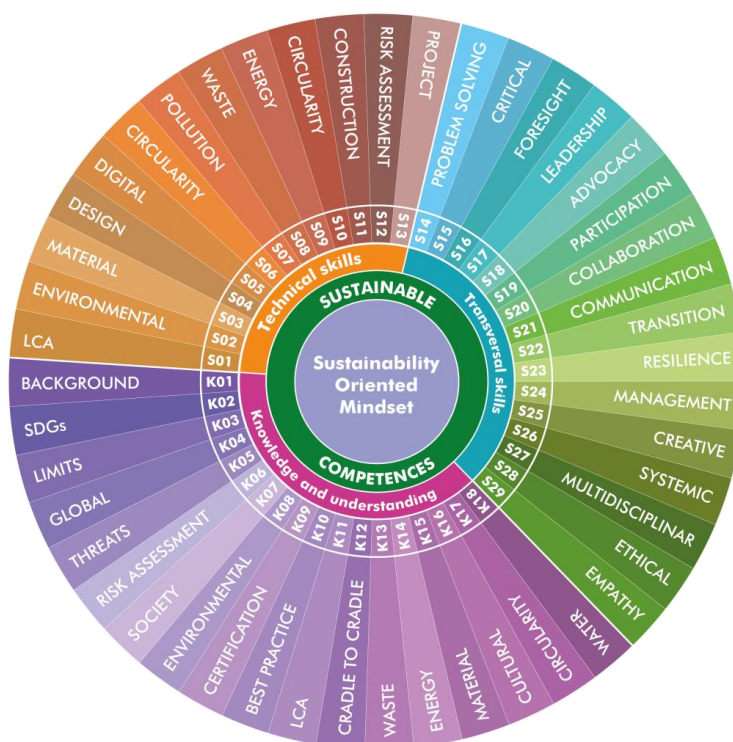 Sustainability
Oriented
Mindset
SUSTAINABLE
COMPETENCES
Technical skills
Transversal skills
Knowledge and understanding
S01 LCA
S02 ENVIRONMENTAL
S03 MATERIAL
S04 DESIGN
S05 DIGITAL
S06 CIRCULARITY
S07 POLLUTION
S08 WASTE
S09 ENERGY
S10 CIRCULARITY
S11 CONSTRUCTION
S12 RISK ASSESSMENT
S13 PROJECT
S14 PROBLEM SOLVING
S15 CRITICAL
S16 FORESIGHT
S17 LEADERSHIP
S18 ADVOCACY
S19 PARTICIPATION
S20 COLLABORATION
S21 COMMUNICATION
S22 TRANSITION
S23 RESILIENCE
S24 MANAGEMENT
S25 CREATIVE
S26 SYSTEMIC
S27 MULTIDISCIPLINAR
S28 ETHICAL
S29 EMPATHY
K18 WATER
K17 CIRCULARITY
K16 CULTURAL
K15 MATERIAL
K14 ENERGY
K13 WASTE
K12 CRADLE TO CRADLE
K11 LCA
K10 BEST PRACTICE
K09 CERTIFICATION
K08 ENVIRONMENTAL
K07 SOCIETY
K06 RISK ASSESSMENT
K05 THREATS
K04 GLOBAL
K03 LIMITS
K02 SDGs
K01 BACKGROUND